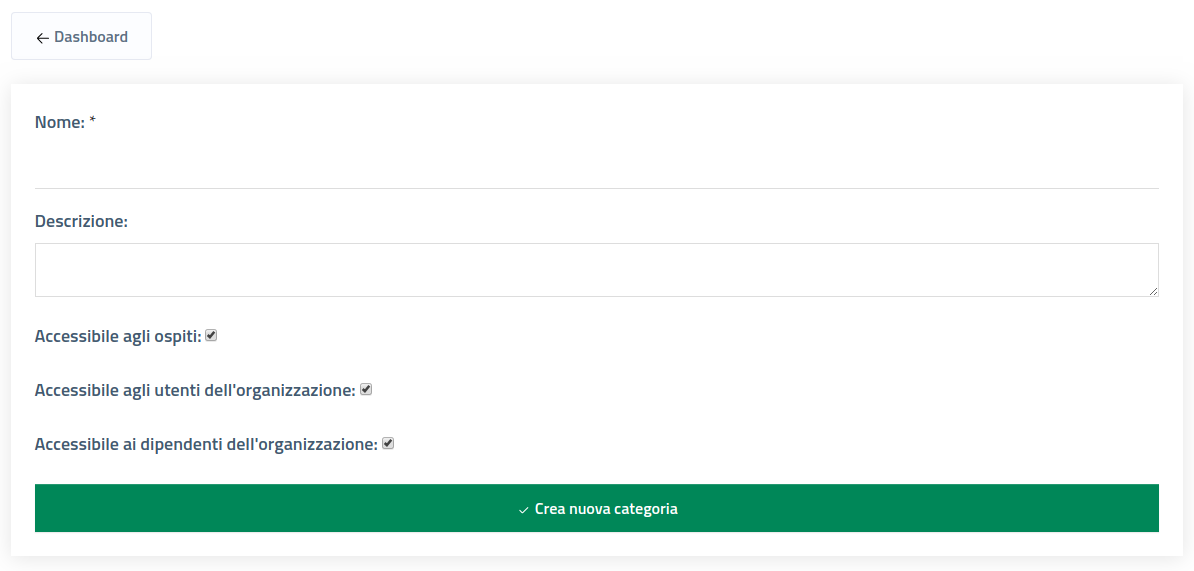 Dashboard
Nome: *
Descrizione:
Accessibile agli ospiti:
Accessibile agli utenti dell'organizzazione:
Accessibile ai dipendenti dell'organizzazione:
Crea nuova categoria